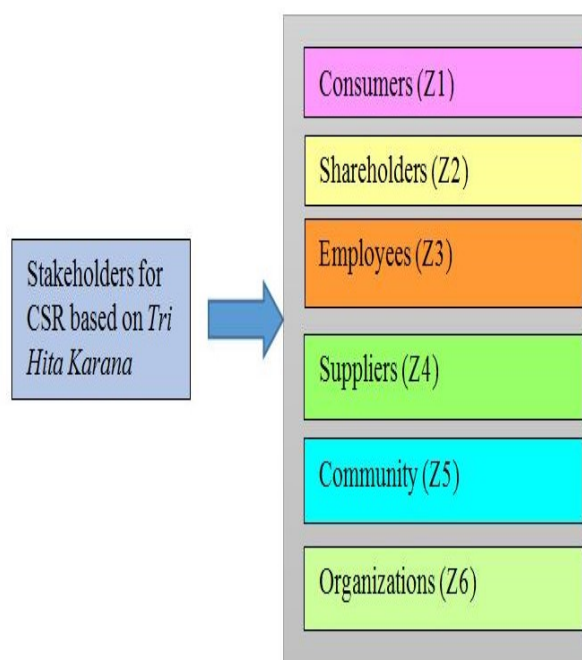 Consumers (Z1)
Shareholders (Z2)
Employees (Z3)
Stakeholders for
CSR based on Tri
Hita Karana
Suppliers (Z4)
Community (Z5)
Organizations (Z6)